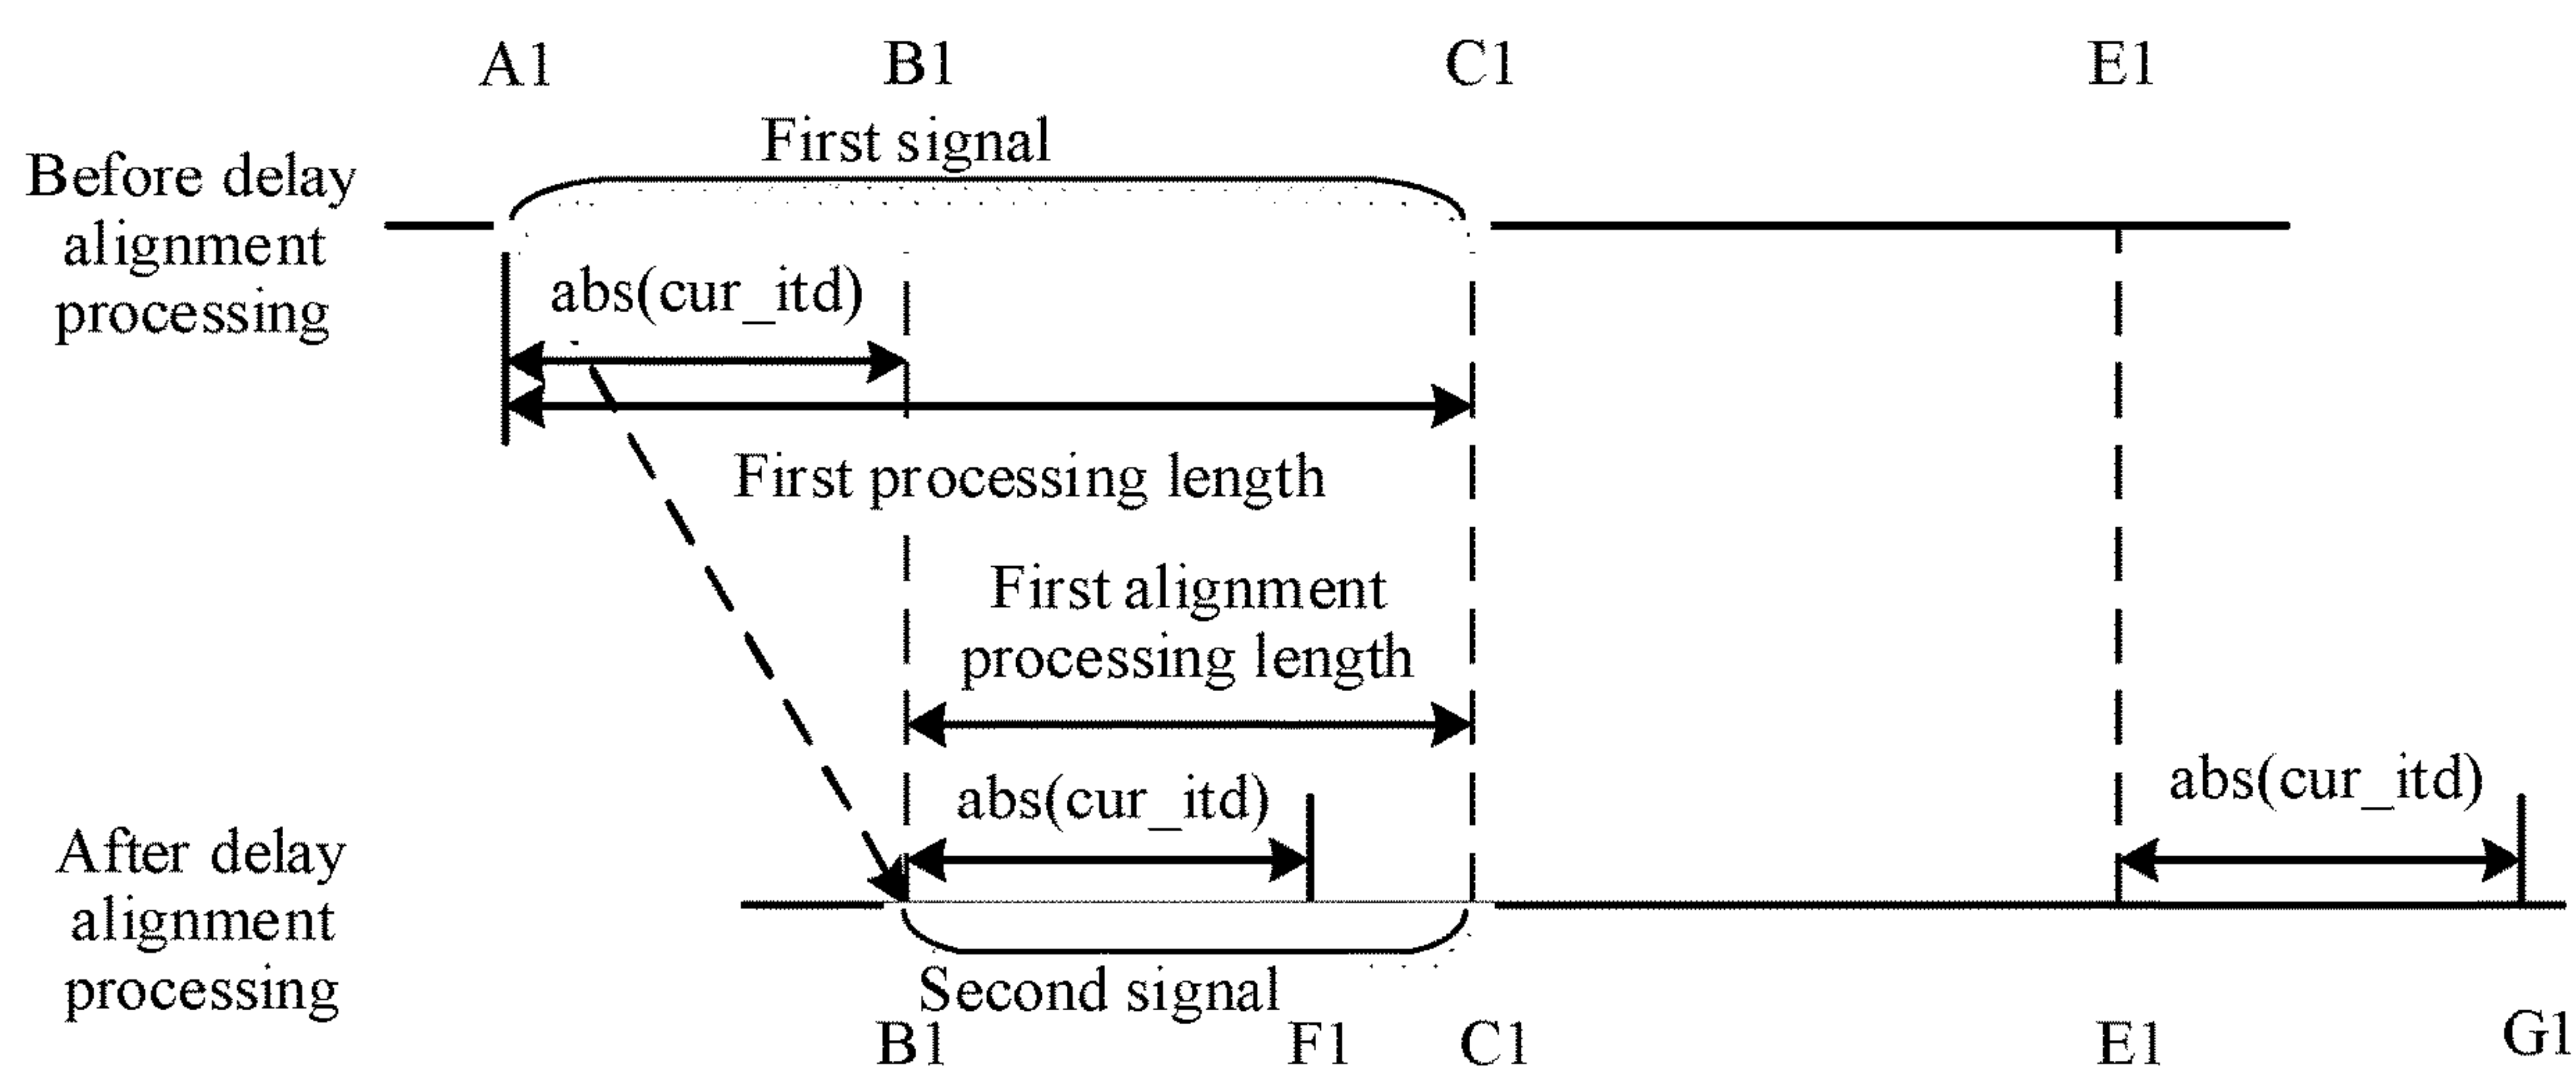 A1 B1 C1 E1
First signal
Before delay
alignment
processing
abs(cur_itd)
First processing length
First alignment
processing length
abs(cur_itd)
abs(cur_itd)
After delay
alignment
processing
Second signal
B1 F1 C1 E1 G1